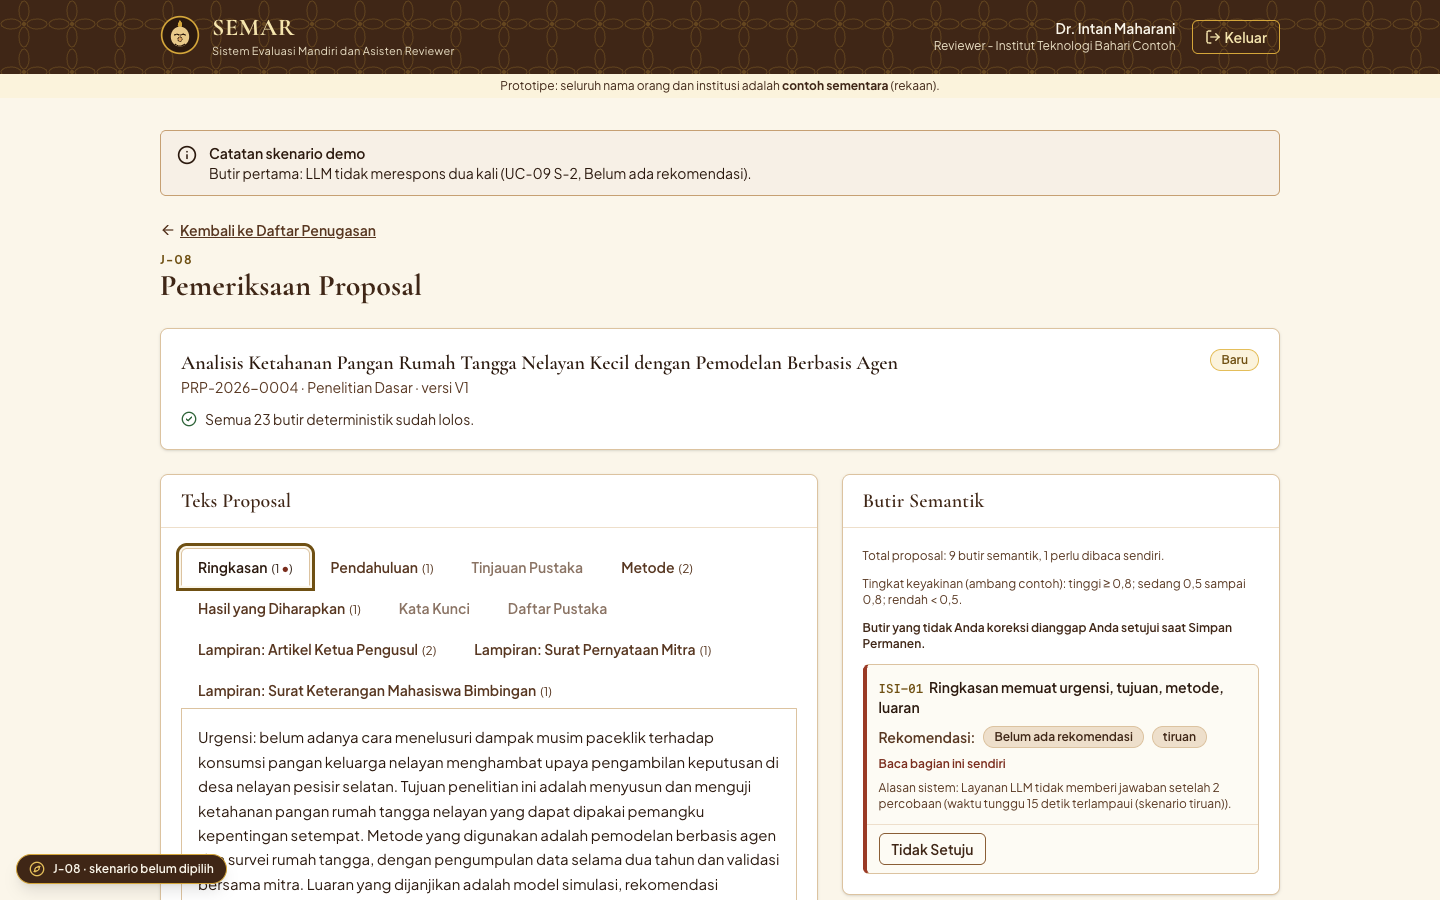 SEMAR
Sistem Evaluasi Mandiri dan Asisten Reviewer
Dr. Intan Maharani
Reviewer - Institut Teknologi Bahari Contoh
Keluar
Prototipe: seluruh nama orang dan institusi adalah contoh sementara (rekaan).
Catatan skenario demo
Butir pertama: LLM tidak merespons dua kali (UC-09 S-2, Belum ada rekomendasi).
Kembali ke Daftar Penugasan
J-08
Pemeriksaan Proposal
Analisis Ketahanan Pangan Rumah Tangga Nelayan Kecil dengan Pemodelan Berbasis Agen
Baru
PRP-2026-0004 · Penelitian Dasar · versi V1
Semua 23 butir deterministik sudah lolos.
Teks Proposal
Ringkasan (1 ●) Pendahuluan (1) Tinjauan Pustaka Metode (2)
Hasil yang Diharapkan (1) Kata Kunci Daftar Pustaka
Lampiran: Artikel Ketua Pengusul (2) Lampiran: Surat Pernyataan Mitra (1)
Lampiran: Surat Keterangan Mahasiswa Bimbingan (1)
Urgensi: belum adanya cara menelusuri dampak musim paceklik terhadap
konsumsi pangan keluarga nelayan menghambat upaya pengambilan keputusan di
desa nelayan pesisir selatan. Tujuan penelitian ini adalah menyusun dan menguji
ketahanan pangan rumah tangga nelayan yang dapat dipakai pemangku
kepentingan setempat. Metode yang digunakan adalah pemodelan berbasis agen
survei rumah tangga, dengan pengumpulan data selama dua tahun dan validasi
bersama mitra. Luaran yang dijanjikan adalah model simulasi, rekomendasi
Butir Semantik
Total proposal: 9 butir semantik, 1 perlu dibaca sendiri.
Tingkat keyakinan (ambang contoh): tinggi ≥ 0,8; sedang 0,5 sampai
0,8; rendah < 0,5.
Butir yang tidak Anda koreksi dianggap Anda setujui saat Simpan
Permanen.
ISI-01 Ringkasan memuat urgensi, tujuan, metode,
luaran
Rekomendasi: Belum ada rekomendasi tiruan
Baca bagian ini sendiri
Alasan sistem: Layanan LLM tidak memberi jawaban setelah 2
percobaan (waktu tunggu 15 detik terlampaui (skenario tiruan)).
Tidak Setuju
J-08 · skenario belum dipilih